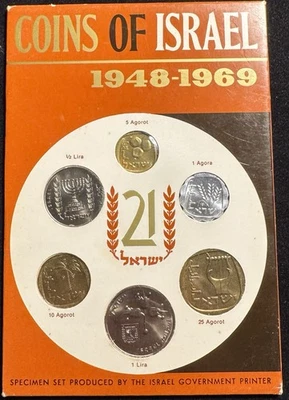 COINS OF ISRAEL
1948-1969
5 Agorot
½ Lira
1 Agora
21
ישראל
10 Agorot
25 Agorot
1 Lira
SPECIMEN SET PRODUCED BY THE ISRAEL GOVERNMENT PRINTER